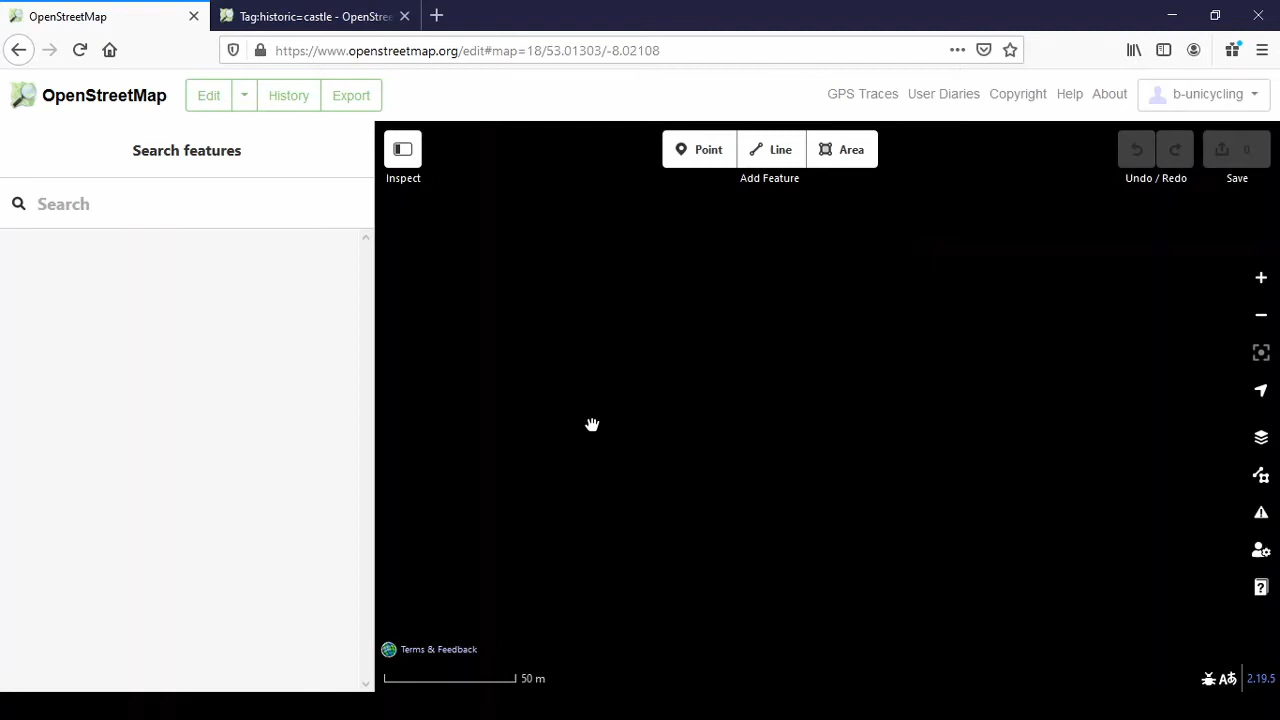 OpenStreetMap
Tag:historic=castle - OpenStre
https://www.openstreetmap.org/edit#map=18/53.01303/-8.02108
OpenStreetMap
Edit
History
Export
GPS Traces
User Diaries
Copyright
Help
About
b-unicycling
Search features
Search
Inspect
Point
Line
Area
Add Feature
Undo / Redo
0
Save
Terms & Feedback
50 m
2.19.5